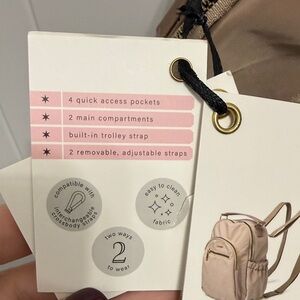 4 quick access pockets
2 main compartments
built-in trolley strap
2 removable, adjustable straps
compatible with
interchangeable
crossbody straps
easy to clean
fabric
two ways
2
to wear